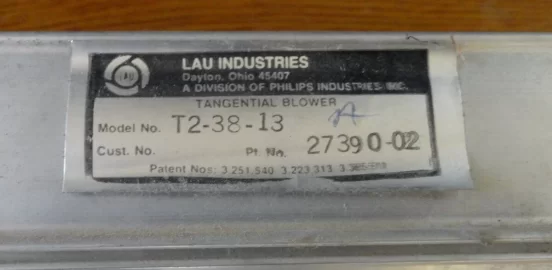 LAU
LAU INDUSTRIES
Dayton, Ohio 45407
A DIVISION OF PHILIPS INDUSTRIES INC.
TANGENTIAL BLOWER
Model No. T2-38-13
Cust. No. Pt. No. 27390-02
Patent Nos: 3.251.540 3.223.313